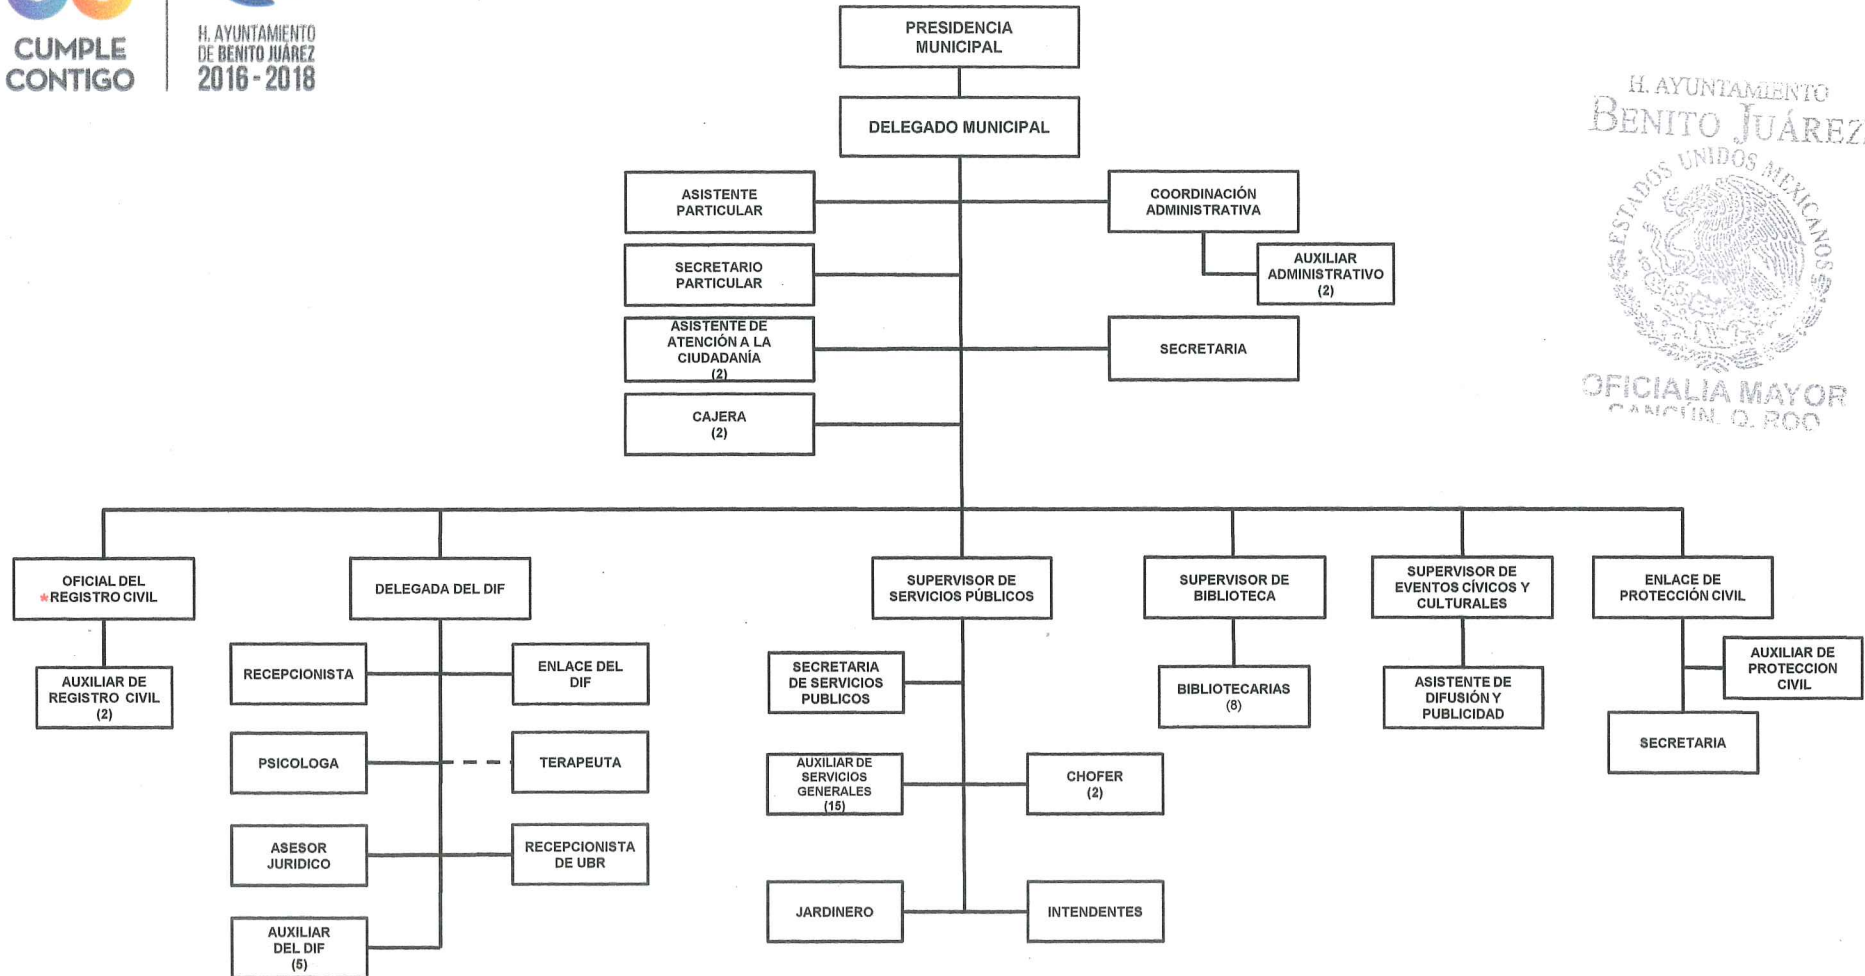 CUMPLE
CONTIGO
H. AYUNTAMIENTO
DE BENITO JUÁREZ
2016 - 2018
PRESIDENCIA
MUNICIPAL
DELEGADO MUNICIPAL
H. AYUNTAMIENTO
BENITO JUÁREZ
ESTADOS UNIDOS MEXICANOS
OFICIALIA MAYOR
CANCÚN, Q. ROO
ASISTENTE
PARTICULAR
COORDINACIÓN
ADMINISTRATIVA
SECRETARIO
PARTICULAR
AUXILIAR
ADMINISTRATIVO
(2)
ASISTENTE DE
ATENCIÓN A LA
CIUDADANÍA
(2)
SECRETARIA
CAJERA
(2)
OFICIAL DEL
*REGISTRO CIVIL
DELEGADA DEL DIF
SUPERVISOR DE
SERVICIOS PÚBLICOS
SUPERVISOR DE
BIBLIOTECA
SUPERVISOR DE
EVENTOS CÍVICOS Y
CULTURALES
ENLACE DE
PROTECCIÓN CIVIL
AUXILIAR DE
REGISTRO CIVIL
(2)
RECEPCIONISTA
ENLACE DEL
DIF
PSICOLOGA
TERAPEUTA
ASESOR
JURIDICO
RECEPCIONISTA
DE UBR
AUXILIAR
DEL DIF
(5)
SECRETARIA
DE SERVICIOS
PUBLICOS
AUXILIAR DE
SERVICIOS
GENERALES
(15)
CHOFER
(2)
JARDINERO
INTENDENTES
BIBLIOTECARIAS
(8)
ASISTENTE DE
DIFUSIÓN Y
PUBLICIDAD
AUXILIAR DE
PROTECCION
CIVIL
SECRETARIA